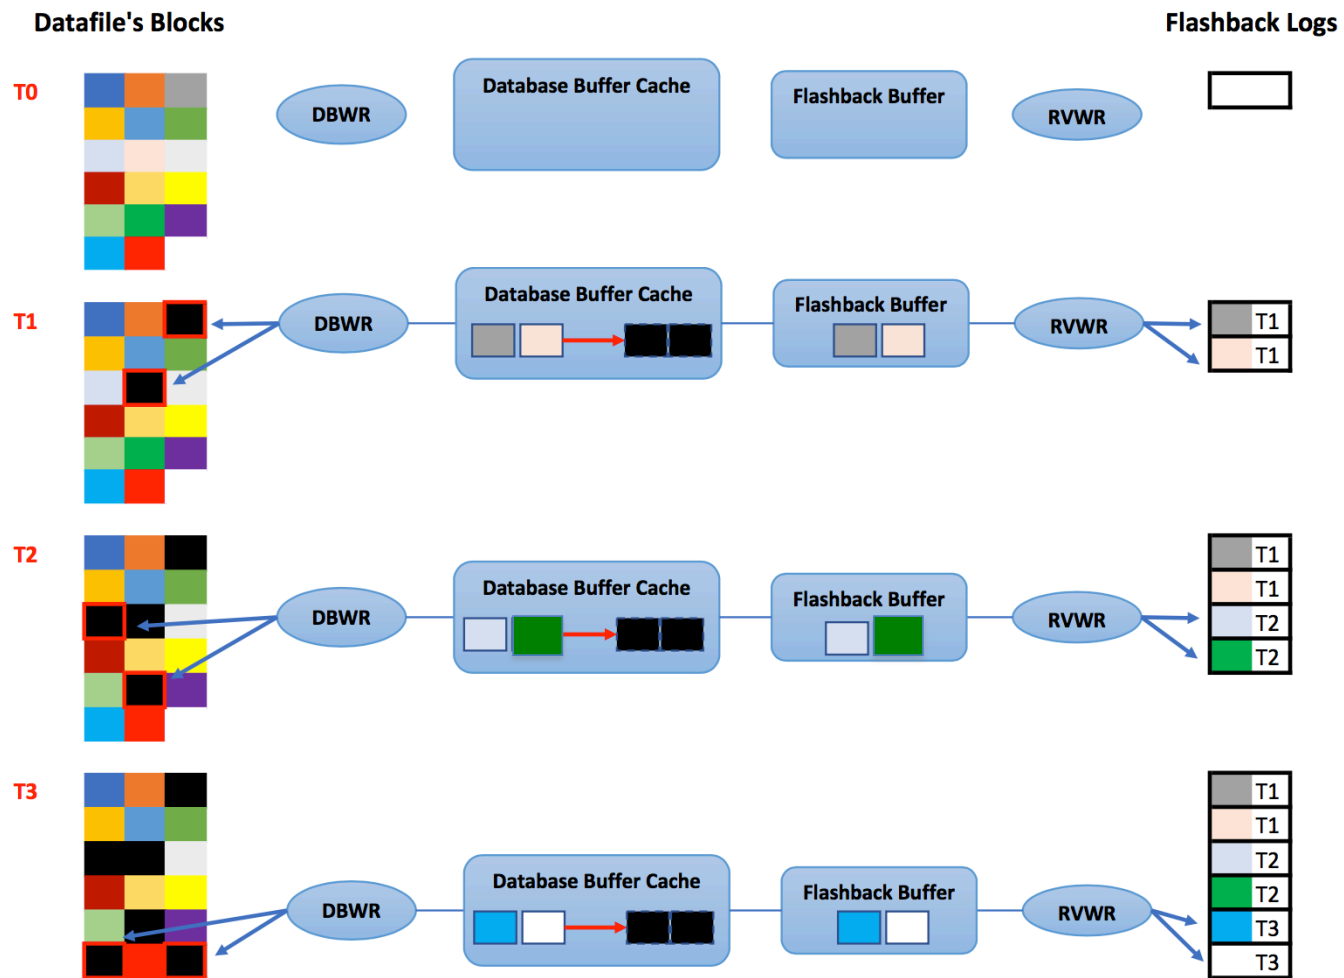 Datafile's Blocks
Flashback Logs
T0
DBWR
Database Buffer Cache
Flashback Buffer
RVWR
T1
DBWR
Database Buffer Cache
Flashback Buffer
RVWR
T1
T1
T2
DBWR
Database Buffer Cache
Flashback Buffer
RVWR
T1
T1
T2
T2
T3
DBWR
Database Buffer Cache
Flashback Buffer
RVWR
T1
T1
T2
T2
T3
T3